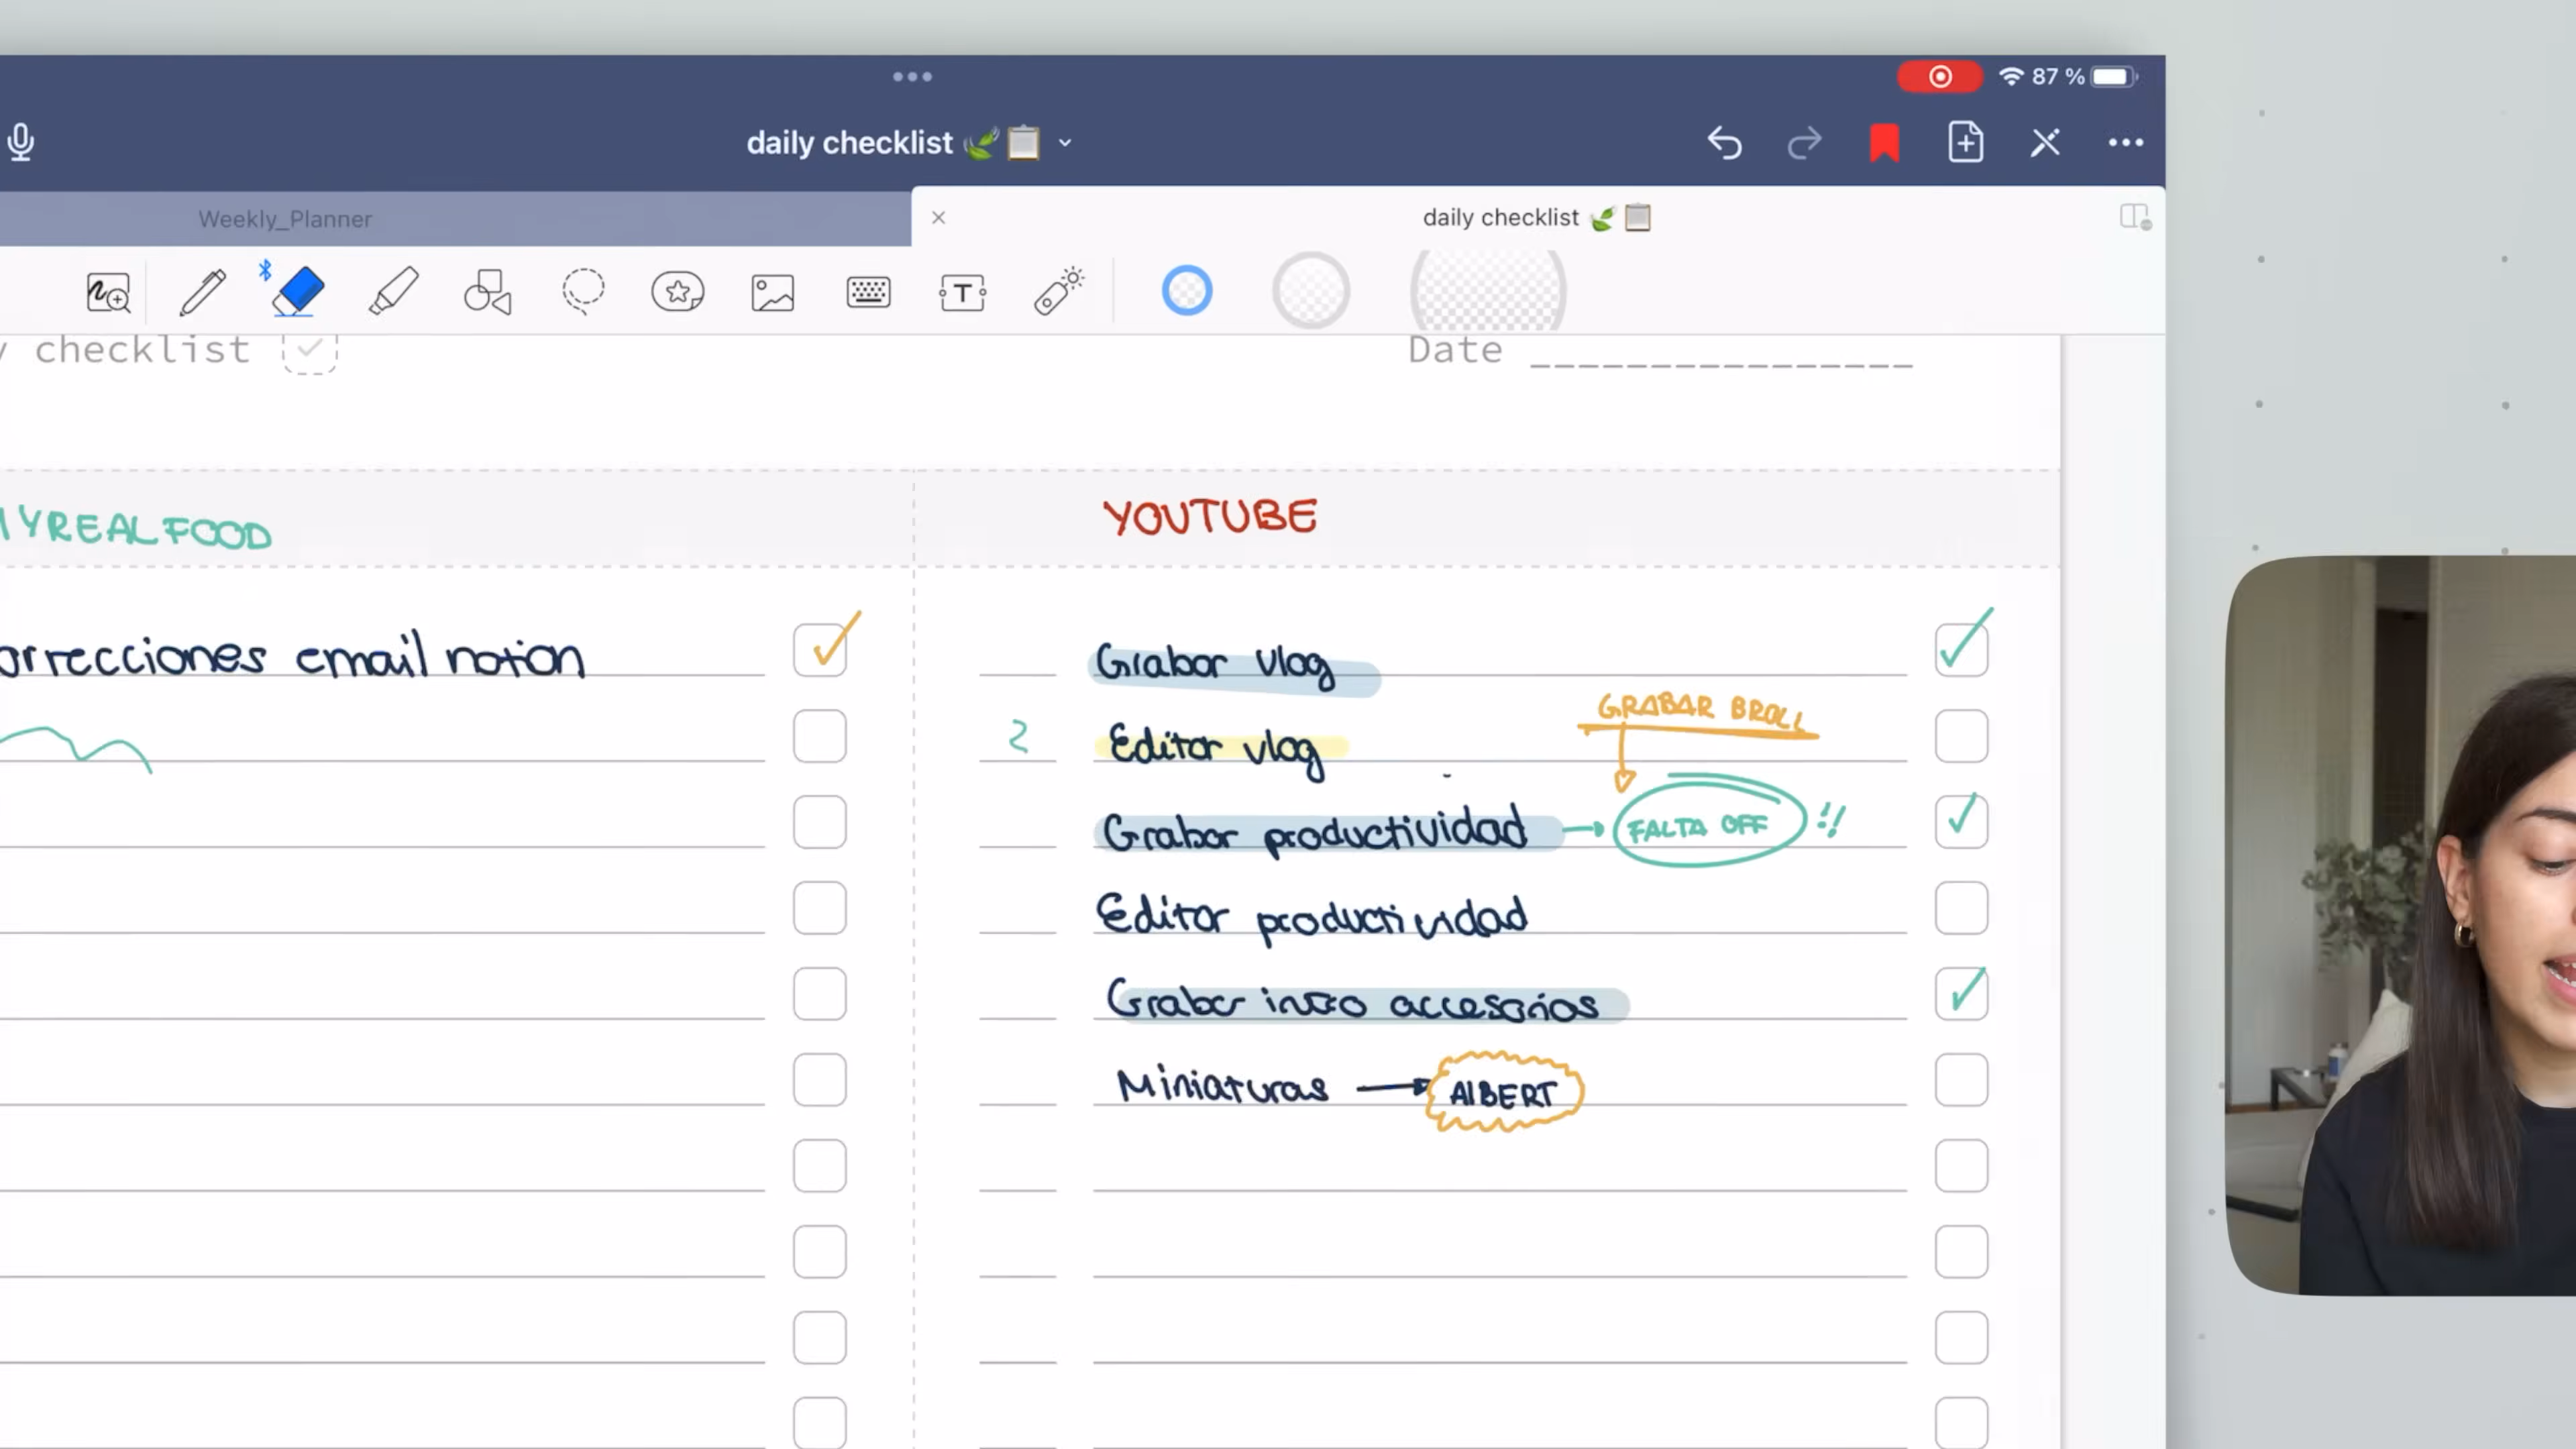 87 %
daily checklist
Weekly_Planner
daily checklist
T
checklist
Date
YREALFOOD
YOUTUBE
orrecciones email notion
Grabar vlog
GRABAR BROLL
2
Editar vlog
Grabar productividad
FALTA OFF !!
Editar productividad
Grabar intro accesorios
Miniaturas
ALBERT